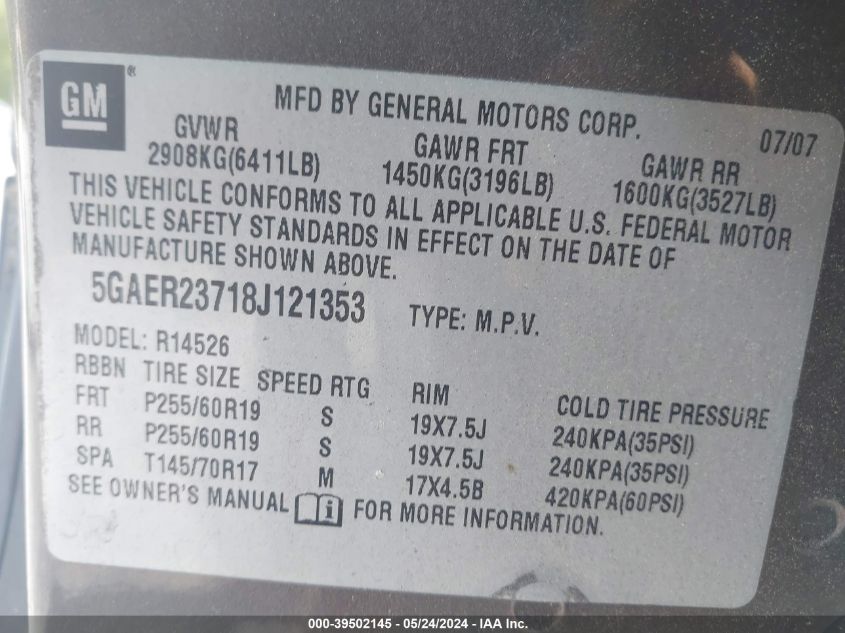 GM ®
MFD BY GENERAL MOTORS CORP. 07/07
GVWR GAWR FRT GAWR RR
2908KG(6411LB) 1450KG(3196LB) 1600KG(3527LB)
THIS VEHICLE CONFORMS TO ALL APPLICABLE U.S. FEDERAL MOTOR
VEHICLE SAFETY STANDARDS IN EFFECT ON THE DATE OF
MANUFACTURE SHOWN ABOVE.
5GAER23718J121353 TYPE: M.P.V.
MODEL: R14526
RBBN TIRE SIZE SPEED RTG RIM COLD TIRE PRESSURE
FRT P255/60R19 S 19X7.5J 240KPA(35PSI)
RR P255/60R19 S 19X7.5J 240KPA(35PSI)
SPA T145/70R17 M 17X4.5B 420KPA(60PSI)
SEE OWNER'S MANUAL i FOR MORE INFORMATION.
000-39502145 - 05/24/2024 - IAA Inc.